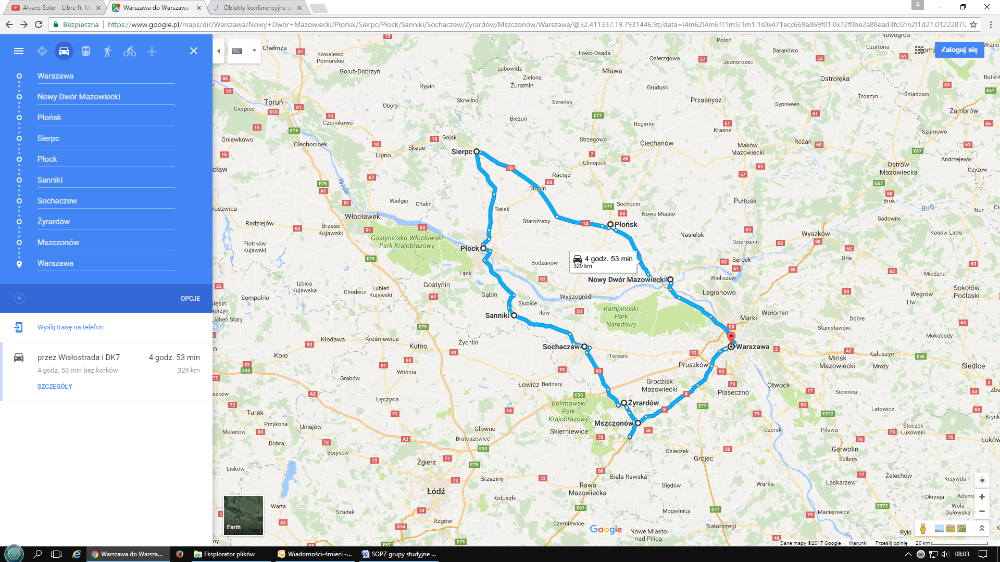 Alvaro Soler - Libre ft. Mo
Warszawa do Warszawa -
Obiekty konferencyjne st
Bezpieczna
https://www.google.pl/maps/dir/Warszawa/Nowy+Dwór+Mazowiecki/Płońsk/Sierpc/Płock/Sanniki/Sochaczew/Żyrardów/Mszczonów/Warszawa/@52.411337,19.7931446,9z/data=!4m62!4m61!1m5!1m1!1s0x471ecc669a869f01:0x72f0be2a88ead3fc!2m2!1d21.0122287!2
Warszawa
Nowy Dwór Mazowiecki
Płońsk
Sierpc
Płock
Sanniki
Sochaczew
Żyrardów
Mszczonów
Warszawa
OPCJE
Wyślij trasę na telefon
przez Wisłostrada i DK7 4 godz. 53 min
4 godz. 53 min bez korków 329 km
SZCZEGÓŁY
Zaloguj się
Chełmża
Kowalewo Pomorskie
Golub-Dobrzyń
Rypin
Lubowidz
Zielona
Żuromin
Iłowo-Osada
Mława
Dzierzgowo
Jednorożec
Baranowo
Czartoria
Nowogród
Ostrołęka
Grudusk
Przasnysz
Troszyn
Śniadowo
Zambrów
Toruń
Cierpice
Obory
Skrwilno
Szreńsk
Sypniewo
Czernikowo
Bieżuń
Regimin
Krasne
Szumowo
Gniewkowo
Ciechocinek
Gójsk
Skępe
Lipno
Strzegowo
Ciechanów
Maków Mazowiecki
Różan
Andrzejewo
Sierpc
Glinojeck
Raciąż
Drobin
Ostrów Mazowiecka
Czyżew
Wisła
Wielgie
Chalin
Bielsk
Sochocin
Nowe Miasto
Pułtusk
Brok
Bug
Nur
Sadowne
Włocławek
Radziejów
Brześć Kujawski
Staroźreby
Płońsk
Nasielsk
Wyszków
Kosów Lacki
Piotrków Kujawski
Gostynińsko-Włocławski Park Krajobrazowy
Płock
Dzierżenin
Serock
Urle
4 godz. 53 min
329 km
Bodzanów
Łąck
Nowy Dwór Mazowiecki
Wieliszew
Miedzna
Izbica Kujawska
Lubień Kujawski
Chodecz
Gostynin
Gąbin
Wyszogród
Legionowo
Węgrów
Liw
Sokołów Podlaski
Sompolno
Słubice
Iłów
Sanniki
Kampinoski Park Narodowy
Marki
Wołomin
Dobre
Stanisławów
Mokobody
Kłodawa
Krośniewice
Kutno
Żychlin
Sochaczew
Teresin
Warszawa
Koło
Pruszków
Mińsk Mazowiecki
Kałuszyn
Mrozy
Siedlce
Grabów
Witonia
Łowicz
Bednary
Grodzisk Mazowiecki
Piaseczno
Otwock
Siennica
Łęczyca
Bolimowski Park Krajobrazowy
Żyrardów
Latowicz
Turek
Przykona
Uniejów
Głowno
Mszczonów
Skierniewice
Czersk
Pilawa
Stoczek Łukowski
Malanów
Dobra
Bratoszewice
Osieck
Garwolin
Sulbiny
Borysew
Zgierz
Grójec
Lisków
Brzeziny
Biała Rawska
Łaskarzew
Żelechów
Krzywda
Łódź
Rawa Mazowiecka
Błędów
Warka
Koluszki
Okrzeja
Wola Gułowska
Warta
Szadek
Rzgów
Czerniewice
Mogielnica
Maciejowice
Białobrzegi
Nowe Miasto nad Pilicą
Ryki
Earth
Google
Dane mapy ©2017 Google Warunki Prześlij opinię 20 km
Warszawa do Warsza...
Eksplorator plików
Wiadomości-śmieci -...
SOPZ grupy studyjne ...
08:03